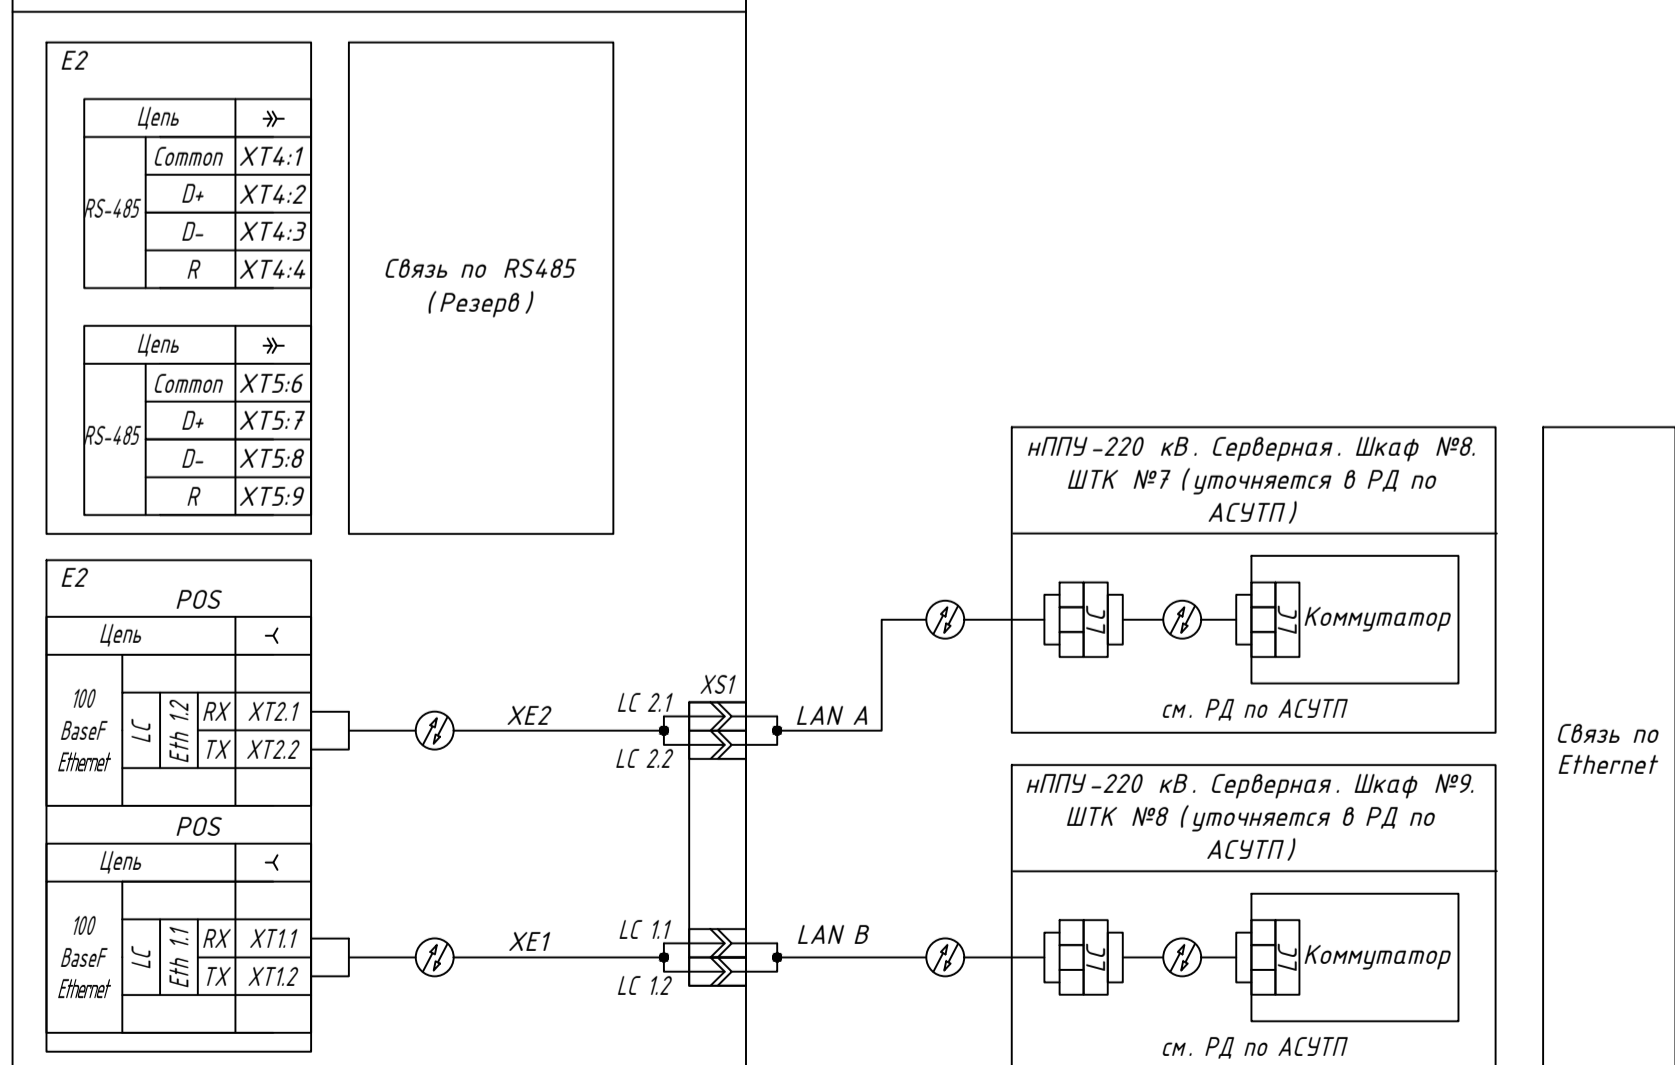 E2
Цепь
RS-485
Common XT4:1
D+ XT4:2
D- XT4:3
R XT4:4
Цепь
RS-485
Common XT5:6
D+ XT5:7
D- XT5:8
R XT5:9
Связь по RS485
(Резерв)
E2
POS
Цепь
100
BaseF
Ethernet
LC
Eth 1.2
RX XT2.1
TX XT2.2
POS
Цепь
100
BaseF
Ethernet
LC
Eth 1.1
RX XT1.1
TX XT1.2
XE2
LC 2.1
LC 2.2
XS1
LAN A
XE1
LC 1.1
LC 1.2
LAN B
нППУ-220 кВ. Серверная. Шкаф №8.
ШТК №7 (уточняется в РД по
АСУТП)
LC
LC
Коммутатор
см. РД по АСУТП
нППУ-220 кВ. Серверная. Шкаф №9.
ШТК №8 (уточняется в РД по
АСУТП)
LC
LC
Коммутатор
см. РД по АСУТП
Связь по
Ethernet